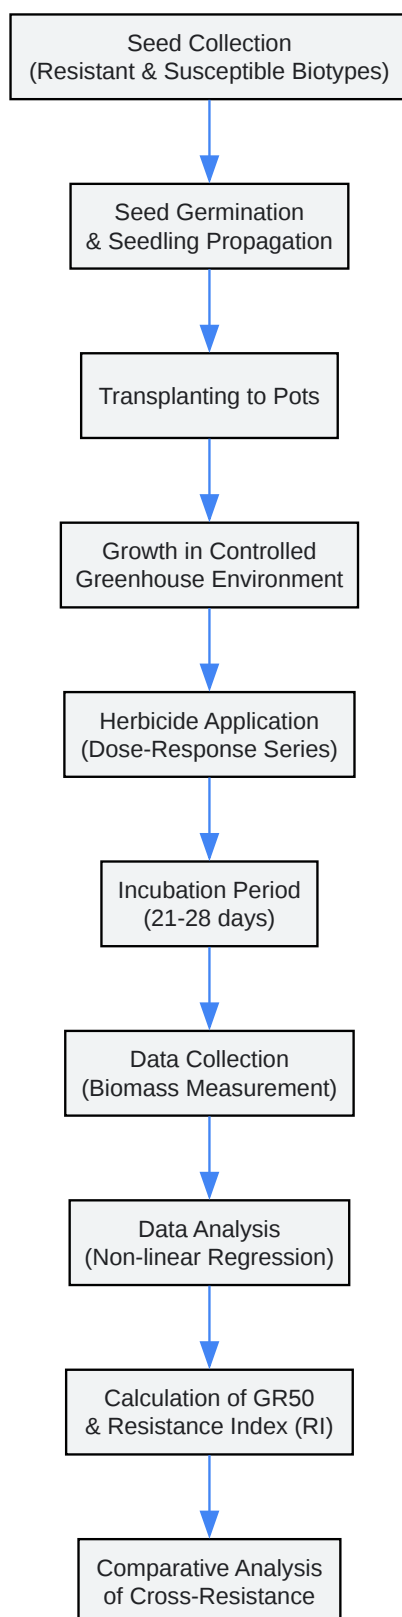 Seed Collection
(Resistant & Susceptible Biotypes)
Seed Germination
& Seedling Propagation
Transplanting to Pots
Growth in Controlled
Greenhouse Environment
Herbicide Application
(Dose-Response Series)
Incubation Period
(21-28 days)
Data Collection
(Biomass Measurement)
Data Analysis
(Non-linear Regression)
Calculation of GR50
& Resistance Index (RI)
Comparative Analysis
of Cross-Resistance